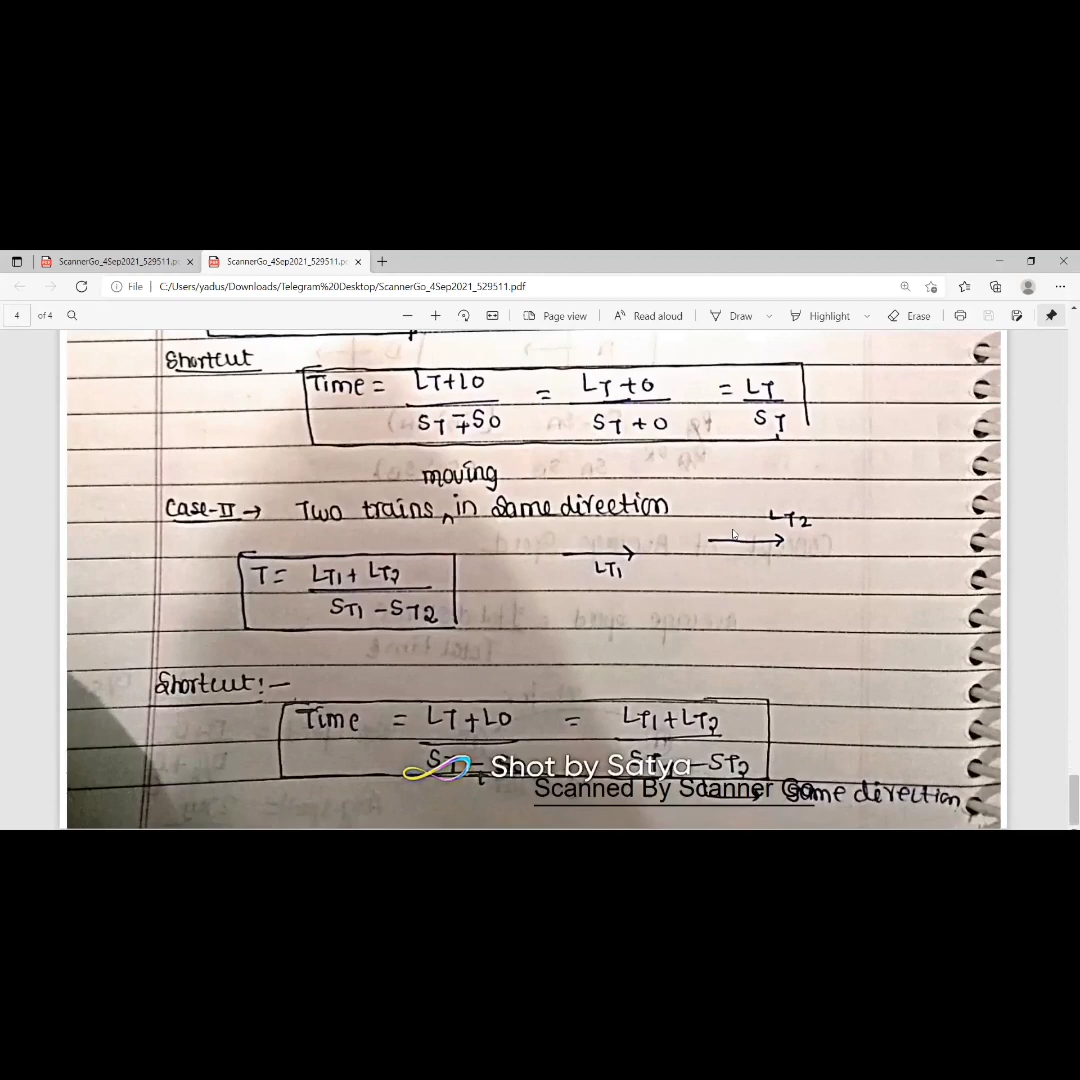 ScannerGo_4Sep2021_529511.p
ScannerGo_4Sep2021_529511.p
File | C:/Users/yadus/Downloads/Telegram%20Desktop/ScannerGo_4Sep2021_529511.pdf
4 of 4 Page view Read aloud Draw Highlight Erase
Shortcut
Time = LT+LO / ST∓SO = LT+0 / ST+0 = LT / ST
moving
Case-II → Two trains ^ in Same direction
LT2
T = LT1 + LT2 / ST1 - ST2
LT1
Shortcut:-
Time = LT+LO = LT1+LT2
- ST2
Shot by Satya
Scanned By Scanner Go
Same direction